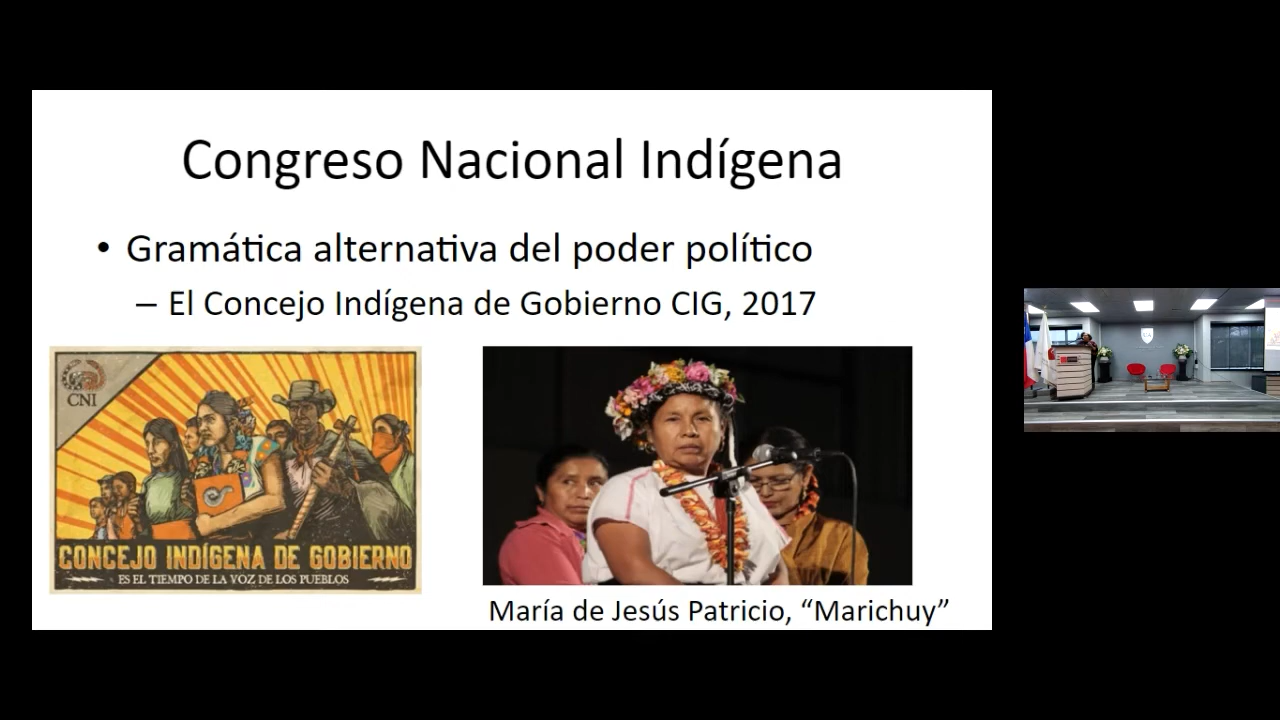 Congreso Nacional Indígena
• Gramática alternativa del poder político
– El Concejo Indígena de Gobierno CIG, 2017
CNI
CONCEJO INDÍGENA DE GOBIERNO
ES EL TIEMPO DE LA VOZ DE LOS PUEBLOS
María de Jesús Patricio, “Marichuy”